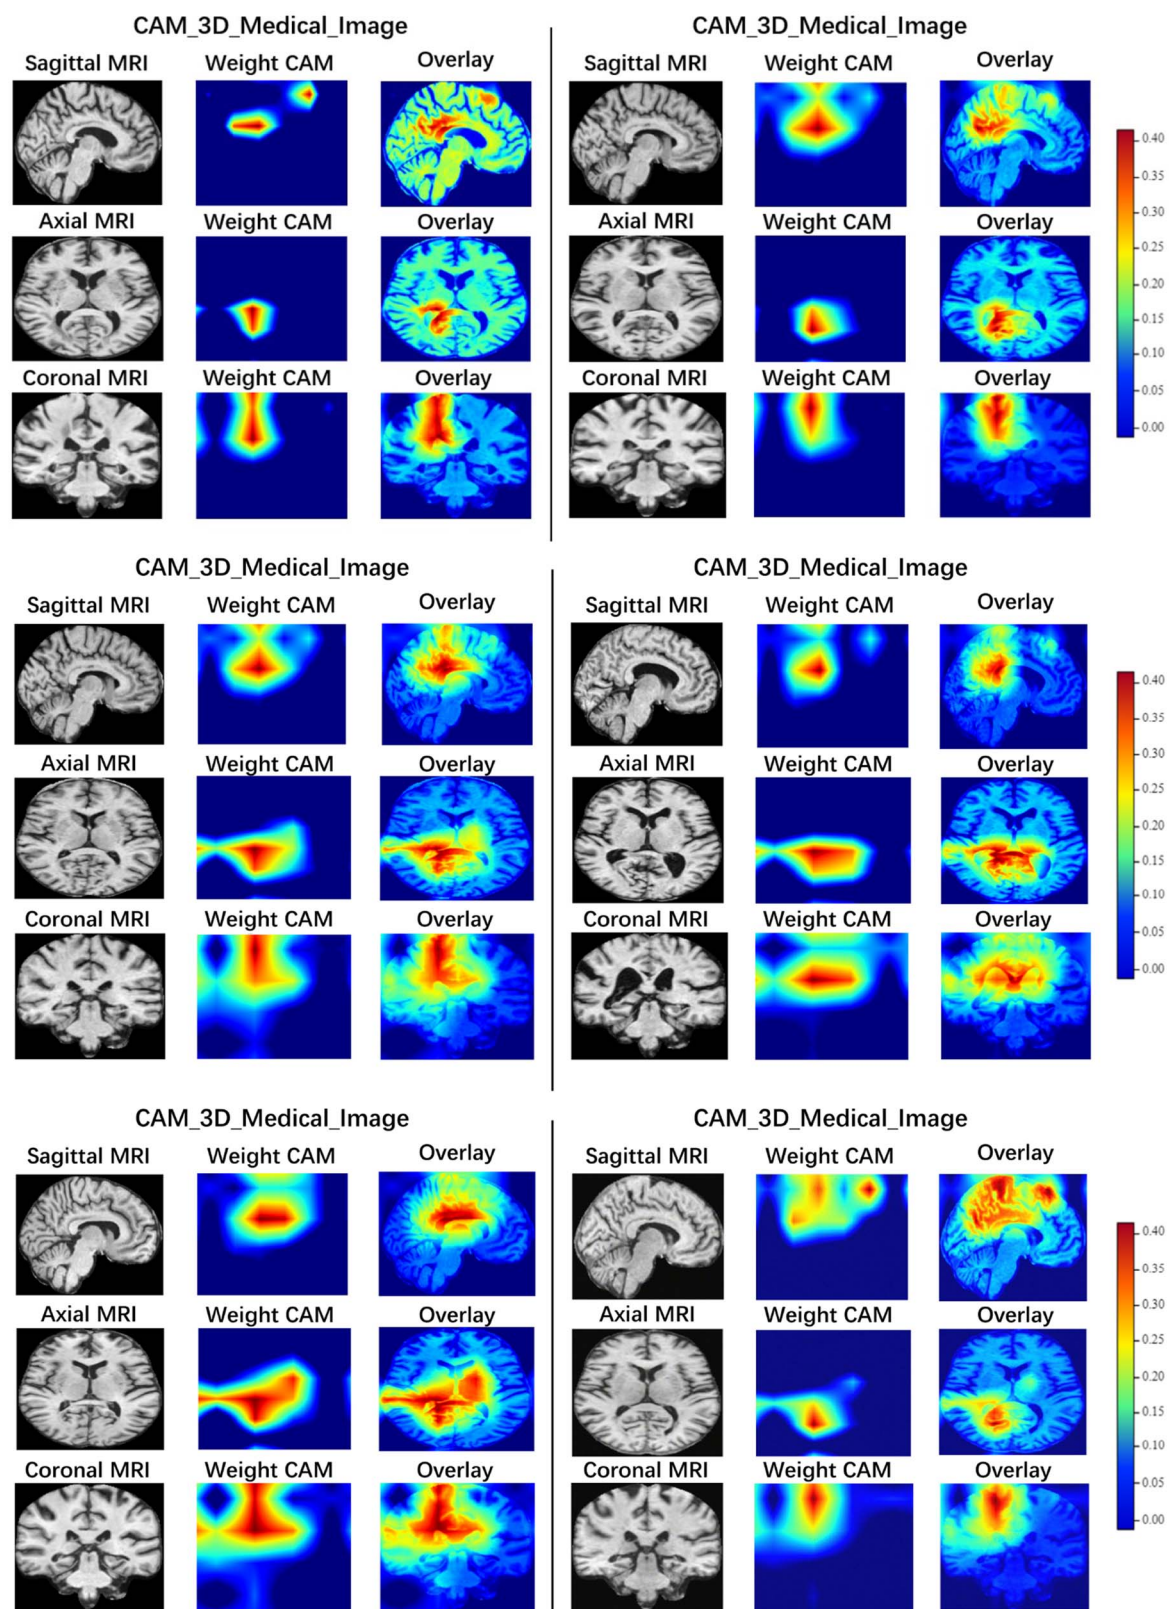 CAM_3D_Medical_Image
Sagittal MRI Weight CAM Overlay
Axial MRI Weight CAM Overlay
Coronal MRI Weight CAM Overlay
CAM_3D_Medical_Image
Sagittal MRI Weight CAM Overlay
Axial MRI Weight CAM Overlay
Coronal MRI Weight CAM Overlay
0.40
0.35
0.30
0.25
0.20
0.15
0.10
0.05
0.00
CAM_3D_Medical_Image
Sagittal MRI Weight CAM Overlay
Axial MRI Weight CAM Overlay
Coronal MRI Weight CAM Overlay
CAM_3D_Medical_Image
Sagittal MRI Weight CAM Overlay
Axial MRI Weight CAM Overlay
Coronal MRI Weight CAM Overlay
0.40
0.35
0.30
0.25
0.20
0.15
0.10
0.05
0.00
CAM_3D_Medical_Image
Sagittal MRI Weight CAM Overlay
Axial MRI Weight CAM Overlay
Coronal MRI Weight CAM Overlay
CAM_3D_Medical_Image
Sagittal MRI Weight CAM Overlay
Axial MRI Weight CAM Overlay
Coronal MRI Weight CAM Overlay
0.40
0.35
0.30
0.25
0.20
0.15
0.10
0.05
0.00